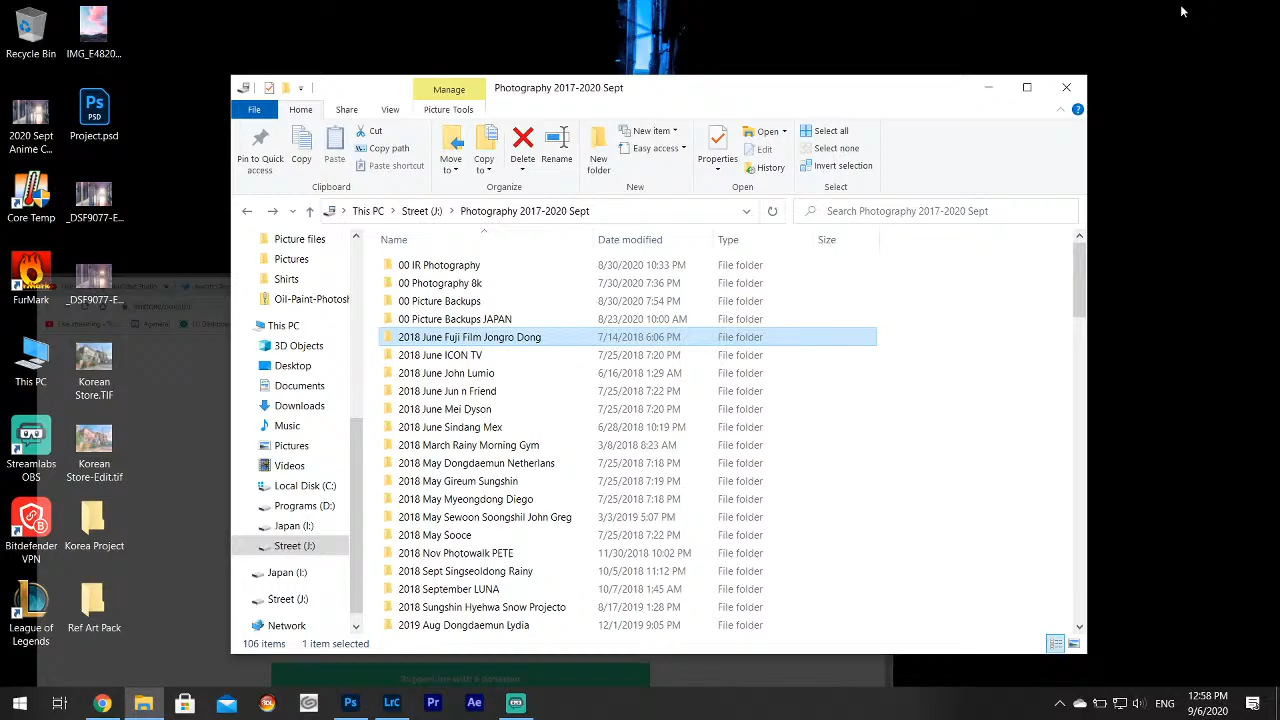 Recycle Bin
IMG_E4820...
2020 Sept
Anime C...
Project.psd
Core Temp
_DSF9077-E...
FurMark
_DSF9077-E...
This PC
Korean
Store.TIF
Streamlabs
OBS
Korean
Store-Edit.tif
Bitdefender
VPN
Korea Project
League of
Legends
Ref Art Pack
Manage
Photography 2017-2020 Sept
File
Home
Share
View
Picture Tools
Pin to Quick
access
Copy
Paste
Cut
Copy path
Paste shortcut
Clipboard
Move
to
Copy
to
Delete
Rename
Organize
New
folder
New item
Easy access
New
Properties
Open
Edit
History
Open
Select all
Select none
Invert selection
Select
This PC
Street (J:)
Photography 2017-2020 Sept
Search Photography 2017-2020 Sept
Picture files
Pictures
Shirts
Oil-Paint-Photosh
This PC
3D Objects
Desktop
Documents
Downloads
Music
Pictures
Videos
Local Disk (C:)
Programs (D:)
Japan (I:)
Street (J:)
Japan (I:)
Street (J:)
Network
Name Date modified Type Size
00 IR Photography 8/30/2020 10:33 PM File folder
00 Photography 8k 7/30/2020 7:36 PM File folder
00 Picture Backups 9/3/2020 7:54 PM File folder
00 Picture Backups JAPAN 8/23/2020 10:00 AM File folder
2018 June Fuji Film Jongro Dong 7/14/2018 6:06 PM File folder
2018 June ICON TV 7/25/2018 7:20 PM File folder
2018 June John Lumio 6/16/2018 1:29 AM File folder
2018 June Jun n Friend 7/25/2018 7:22 PM File folder
2018 June Mei Dyson 7/25/2018 7:20 PM File folder
2018 June Sindang Mex 6/28/2018 10:19 PM File folder
2018 March Rainy Morning Gym 3/8/2018 8:23 AM File folder
2018 May Dongdaemun Netherlans 7/25/2018 7:18 PM File folder
2018 May Gireum Sungshin 7/25/2018 7:19 PM File folder
2018 May Myeongdong Diego 7/25/2018 7:18 PM File folder
2018 May Sewoon Soongshil John Greg 3/3/2019 5:07 PM File folder
2018 May Sooce 7/25/2018 7:22 PM File folder
2018 Nov Photowalk PETE 11/30/2018 10:02 PM File folder
2018 Sept Singseoldong Rainy 10/5/2018 11:12 PM File folder
2018 September LUNA 10/7/2018 1:45 AM File folder
2018 Sungshin Hyehwa Snow Projecto 8/17/2019 1:28 PM File folder
2019 Aug Dongdaemun Lydia 12/1/2019 9:05 PM File folder
106 items 1 item selected
Support me with a donation
ENG
12:58 PM
9/6/2020